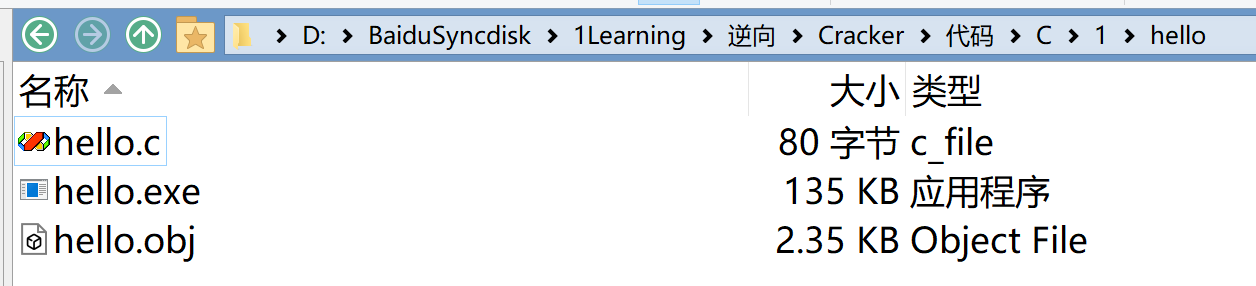 D: BaiduSyncdisk 1Learning 逆向 Cracker 代码 C 1 hello
名称 大小 类型
hello.c 80 字节 c_file
hello.exe 135 KB 应用程序
hello.obj 2.35 KB Object File